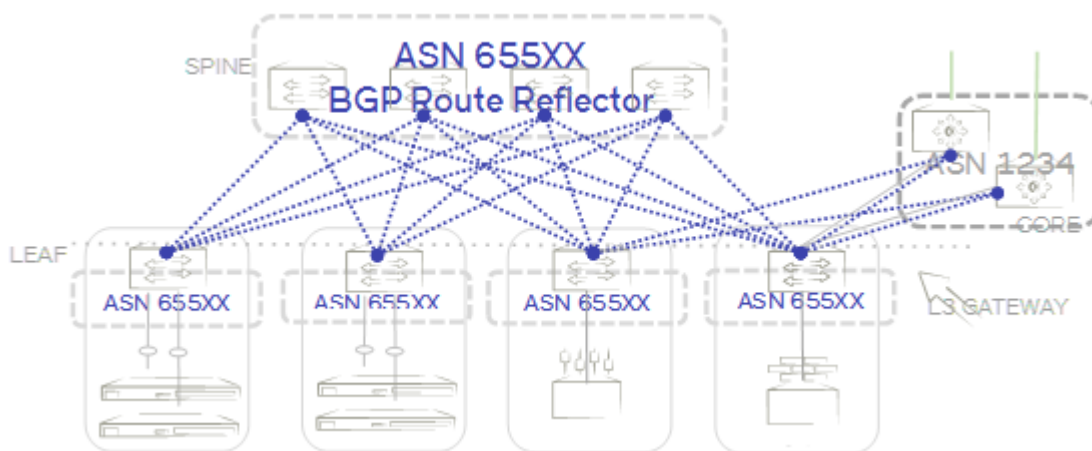 ASN 655XX
SPINE
BGP Route Reflector
ASN 1234
CORE
LEAF
ASN 655XX
ASN 655XX
ASN 655XX
ASN 655XX
L3 GATEWAY